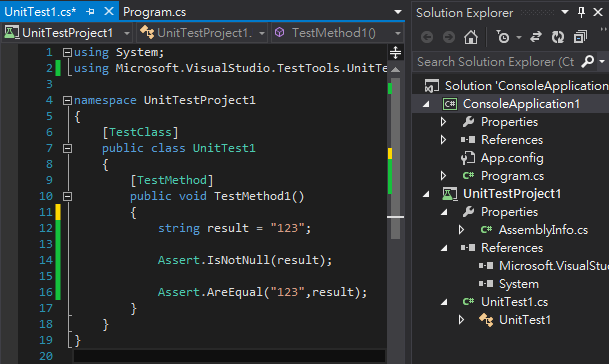 UnitTest1.cs*
Program.cs
UnitTestProject1
UnitTestProject1.
TestMethod1()
1 using System;
2 using Microsoft.VisualStudio.TestTools.UnitTe
3
4 namespace UnitTestProject1
5 {
6 [TestClass]
7 public class UnitTest1
8 {
9 [TestMethod]
10 public void TestMethod1()
11 {
12 string result = "123";
13
14 Assert.IsNotNull(result);
15
16 Assert.AreEqual("123",result);
17 }
18 }
19 }
20
Solution Explorer
Search Solution Explorer (Ct
Solution 'ConsoleApplication
ConsoleApplication1
Properties
References
App.config
C# Program.cs
UnitTestProject1
Properties
C# AssemblyInfo.cs
References
Microsoft.VisualStu
System
C# UnitTest1.cs
UnitTest1